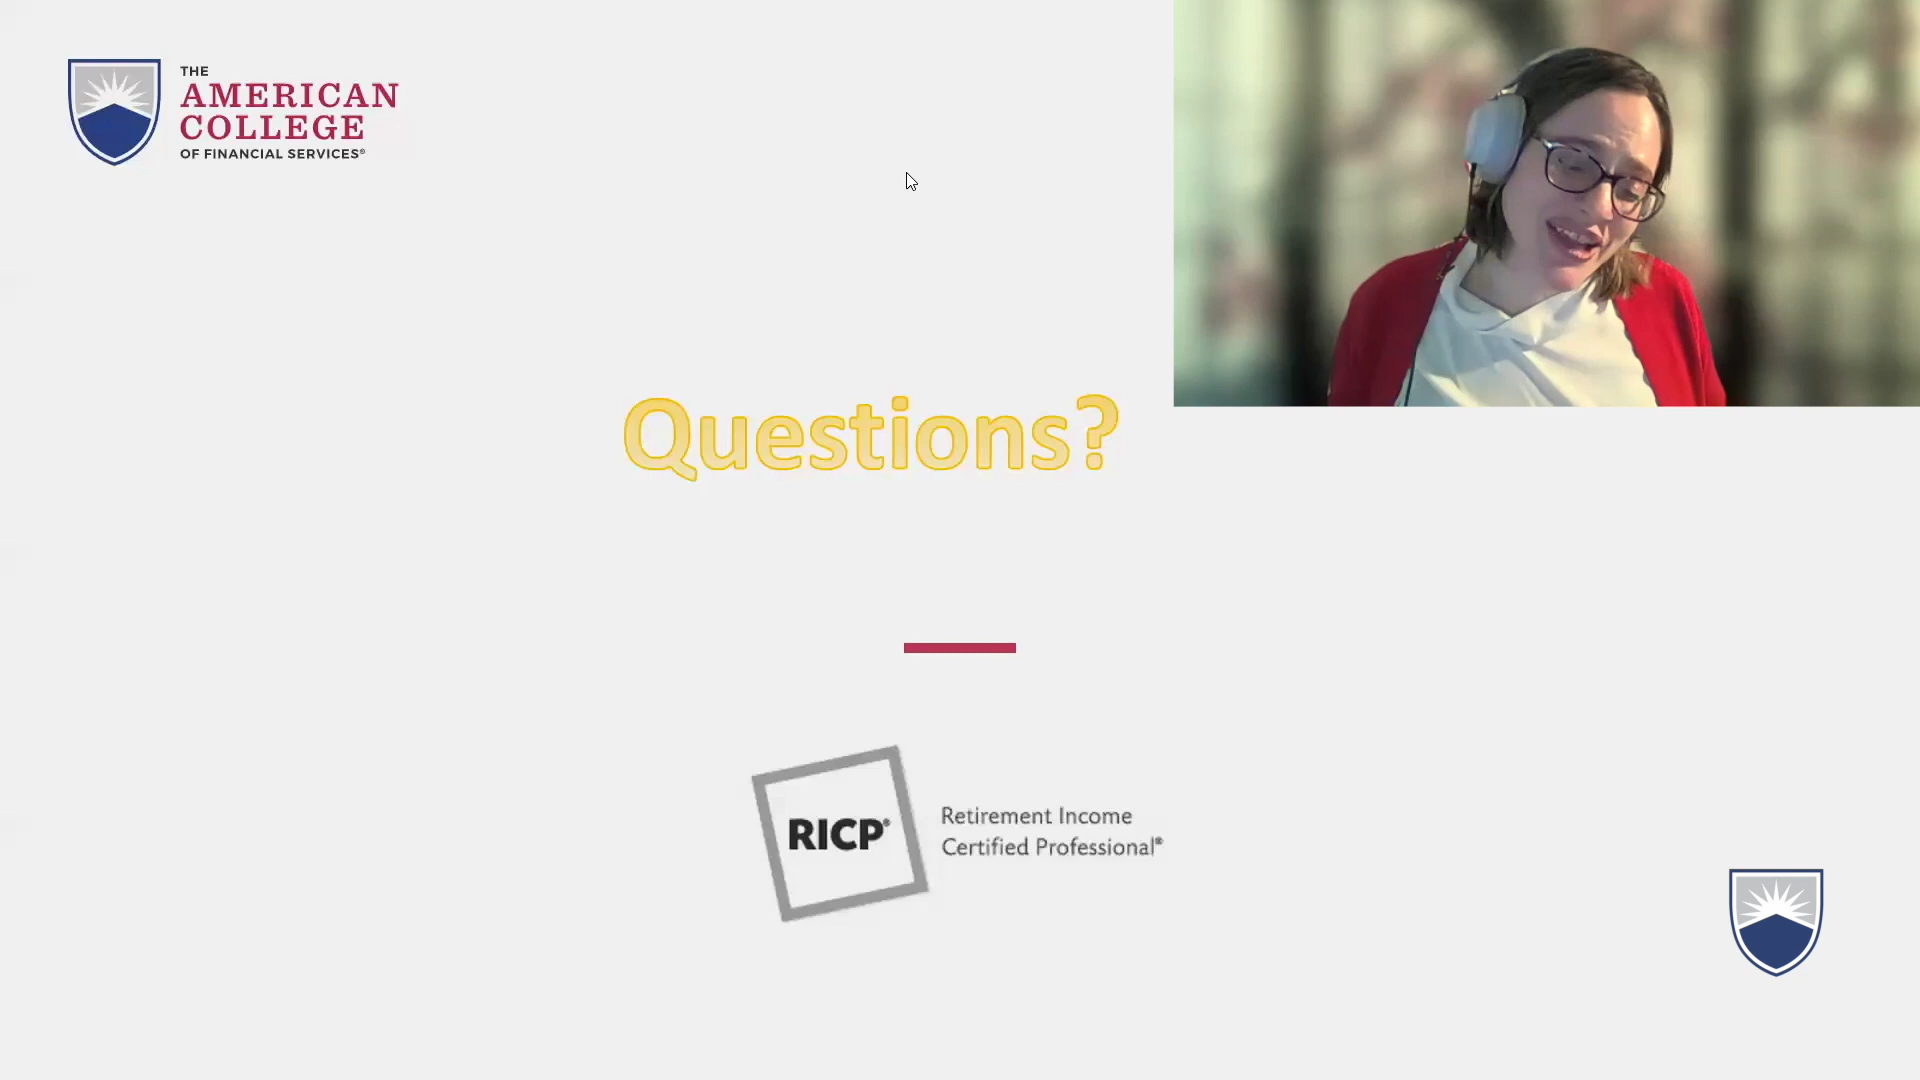 THE
AMERICAN
COLLEGE
OF FINANCIAL SERVICES®
Questions?
RICP®
Retirement Income
Certified Professional®